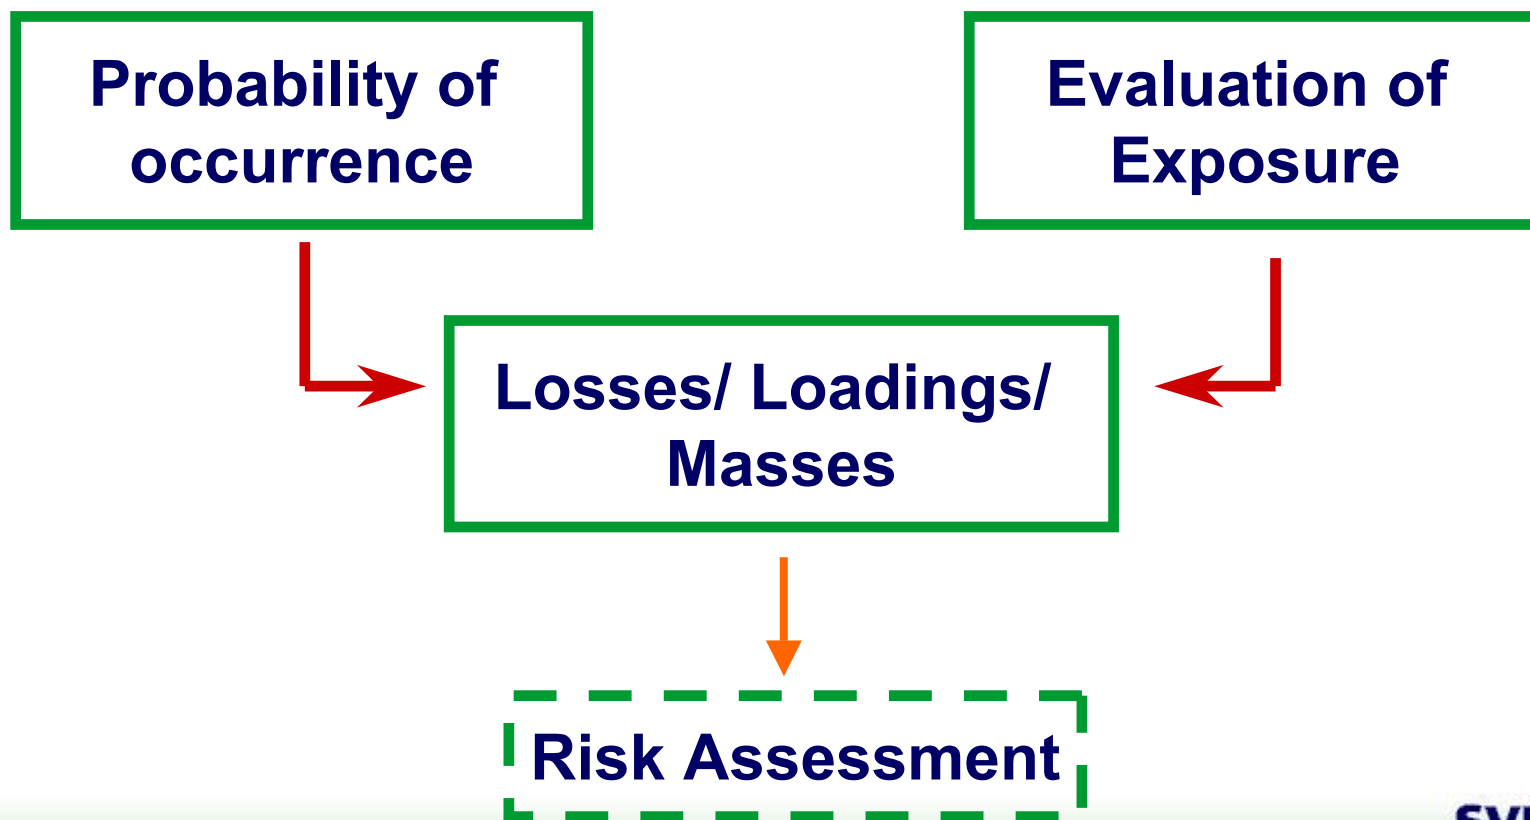 Probability of
occurrence
Evaluation of
Exposure
Losses/ Loadings/
Masses
Risk Assessment